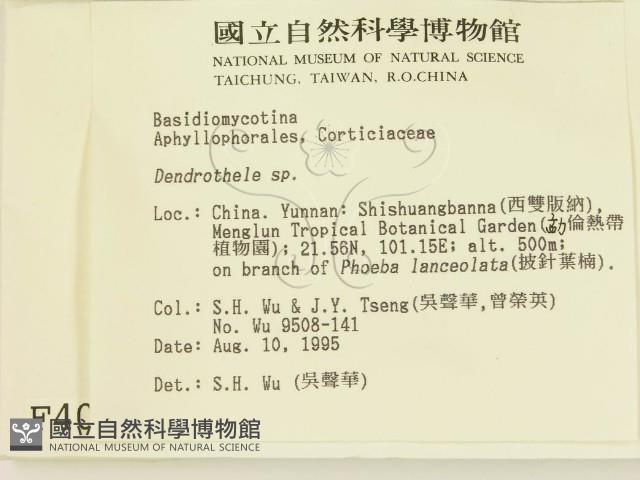 國立自然科學博物館
NATIONAL MUSEUM OF NATURAL SCIENCE
TAICHUNG, TAIWAN, R.O.CHINA
Basidiomycotina
Aphyllophorales, Corticiaceae
Dendrothele sp.
Loc.: China. Yunnan: Shishuangbanna(西雙版納),
Menglun Tropical Botanical Garden(勐倫熱帶
植物園); 21.56N, 101.15E; alt. 500m;
on branch of Phoeba lanceolata(披針葉楠).
Col.: S.H. Wu & J.Y. Tseng(吳聲華,曾榮英)
No. Wu 9508-141
Date: Aug. 10, 1995
Det.: S.H. Wu (吳聲華)
國立自然科學博物館
NATIONAL MUSEUM OF NATURAL SCIENCE